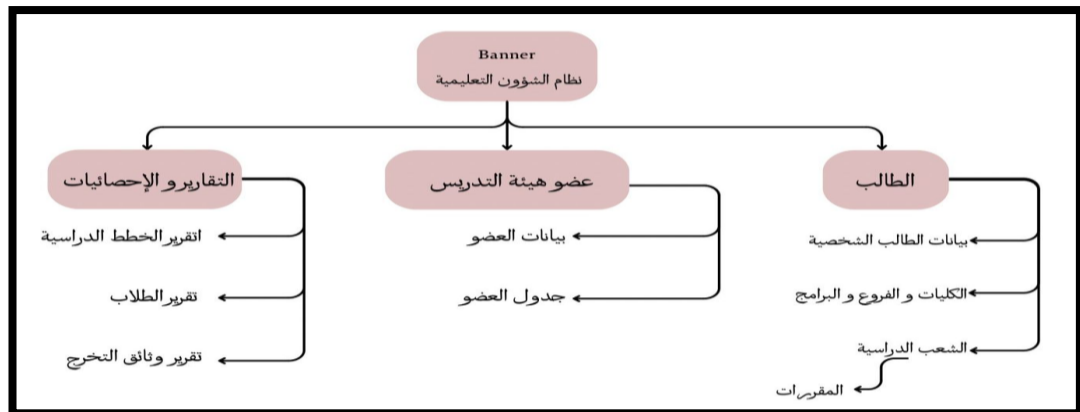 Banner
نظام الشؤون التعليمية
الطالب
بيانات الطالب الشخصية
الكليات و الفروع و البرامج
الشعب الدراسية
المقررات
عضو هيئة التدريس
بيانات العضو
جدول العضو
التقارير و الإحصائيات
اتقرير الخطط الدراسية
تقرير الطلاب
تقرير وثائق التخرج